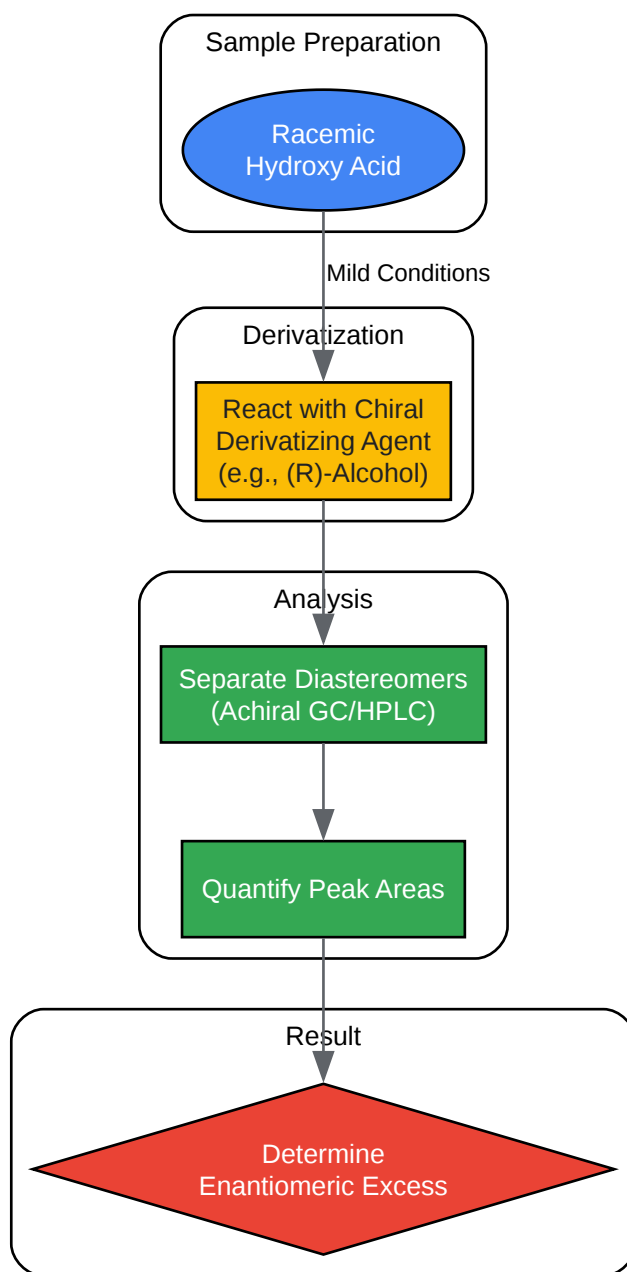 Sample Preparation
Racemic
Hydroxy Acid
Mild Conditions
Derivatization
React with Chiral
Derivatizing Agent
(e.g., (R)-Alcohol)
Analysis
Separate Diastereomers
(Achiral GC/HPLC)
Quantify Peak Areas
Result
Determine
Enantiomeric Excess